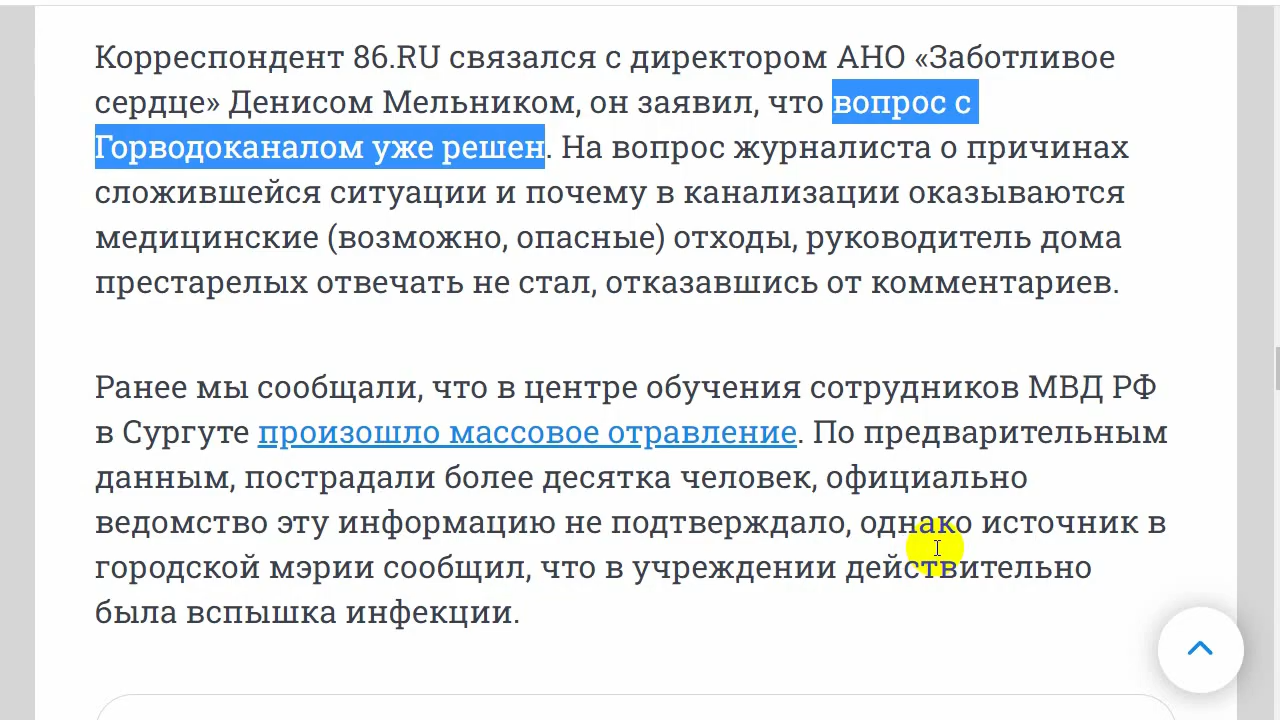 Корреспондент 86.RU связался с директором АНО «Заботливое
сердце» Денисом Мельником, он заявил, что вопрос с
Горводоканалом уже решен. На вопрос журналиста о причинах
сложившейся ситуации и почему в канализации оказываются
медицинские (возможно, опасные) отходы, руководитель дома
престарелых отвечать не стал, отказавшись от комментариев.
Ранее мы сообщали, что в центре обучения сотрудников МВД РФ
в Сургуте произошло массовое отравление. По предварительным
данным, пострадали более десятка человек, официально
ведомство эту информацию не подтверждало, однако источник в
городской мэрии сообщил, что в учреждении действительно
была вспышка инфекции.